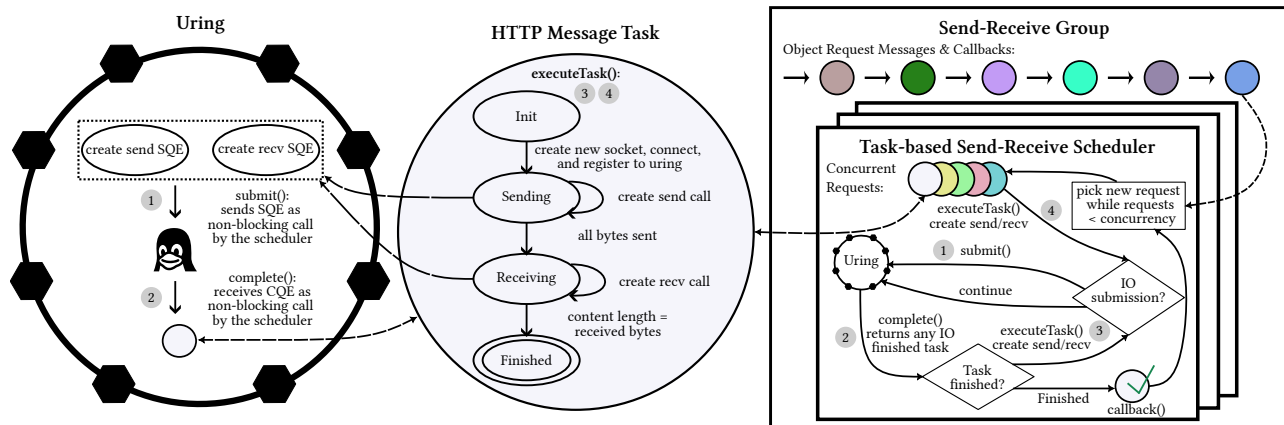 Uring
create send SQE
create recv SQE
1
submit():
sends SQE as
non-blocking call
by the scheduler
2
complete():
receives CQE as
non-blocking call
by the scheduler
HTTP Message Task
executeTask():
3 4
Init
create new socket, connect,
and register to uring
Sending
create send call
all bytes sent
Receiving
create recv call
content length =
received bytes
Finished
Send-Receive Group
Object Request Messages & Callbacks:
Task-based Send-Receive Scheduler
Concurrent
Requests:
executeTask()
create send/recv
4
pick new request
while requests
< concurrency
Uring
1 submit()
continue
IO
submission?
2
complete()
returns any IO
finished task
executeTask()
create send/recv
3
Task
finished?
Finished
callback()